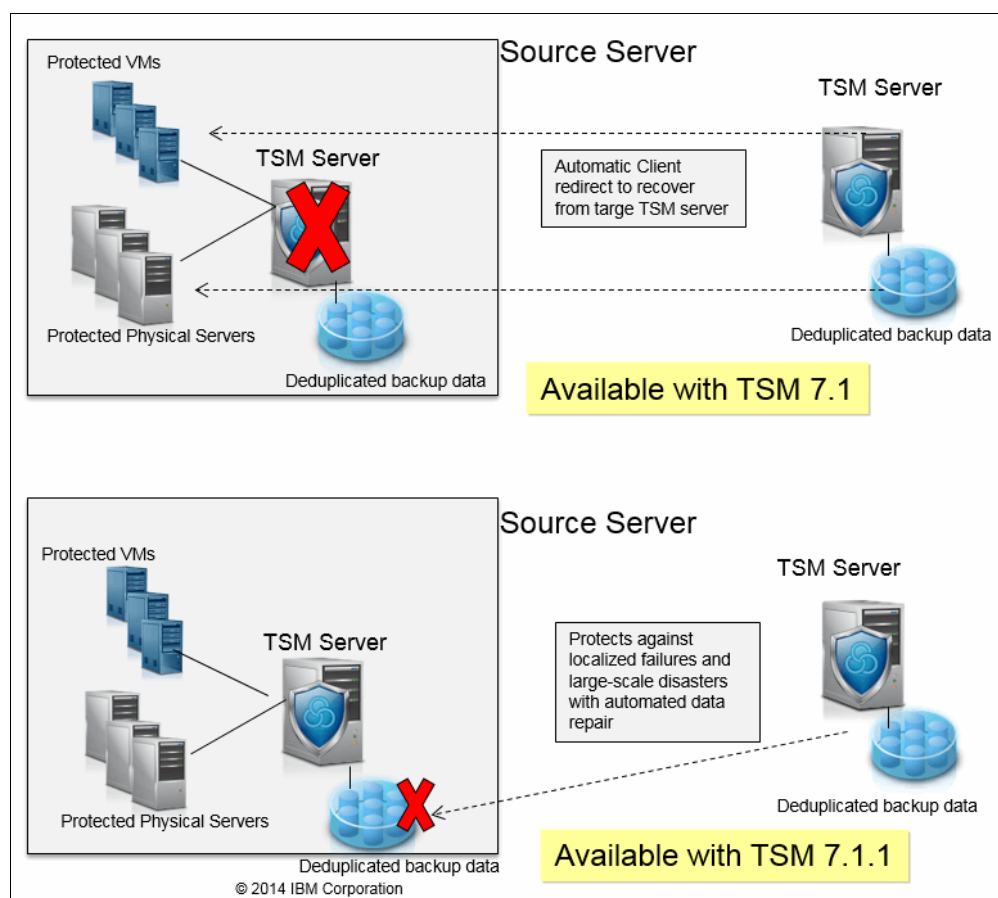 Source Server
Protected VMs
TSM Server
TSM Server
Automatic Client
redirect to recover
from targe TSM server
Protected Physical Servers
Deduplicated backup data
Deduplicated backup data
Available with TSM 7.1
Source Server
Protected VMs
TSM Server
TSM Server
Protects against
localized failures and
large-scale disasters
with automated data
repair
Protected Physical Servers
Deduplicated backup data
Deduplicated backup data
Available with TSM 7.1.1
© 2014 IBM Corporation